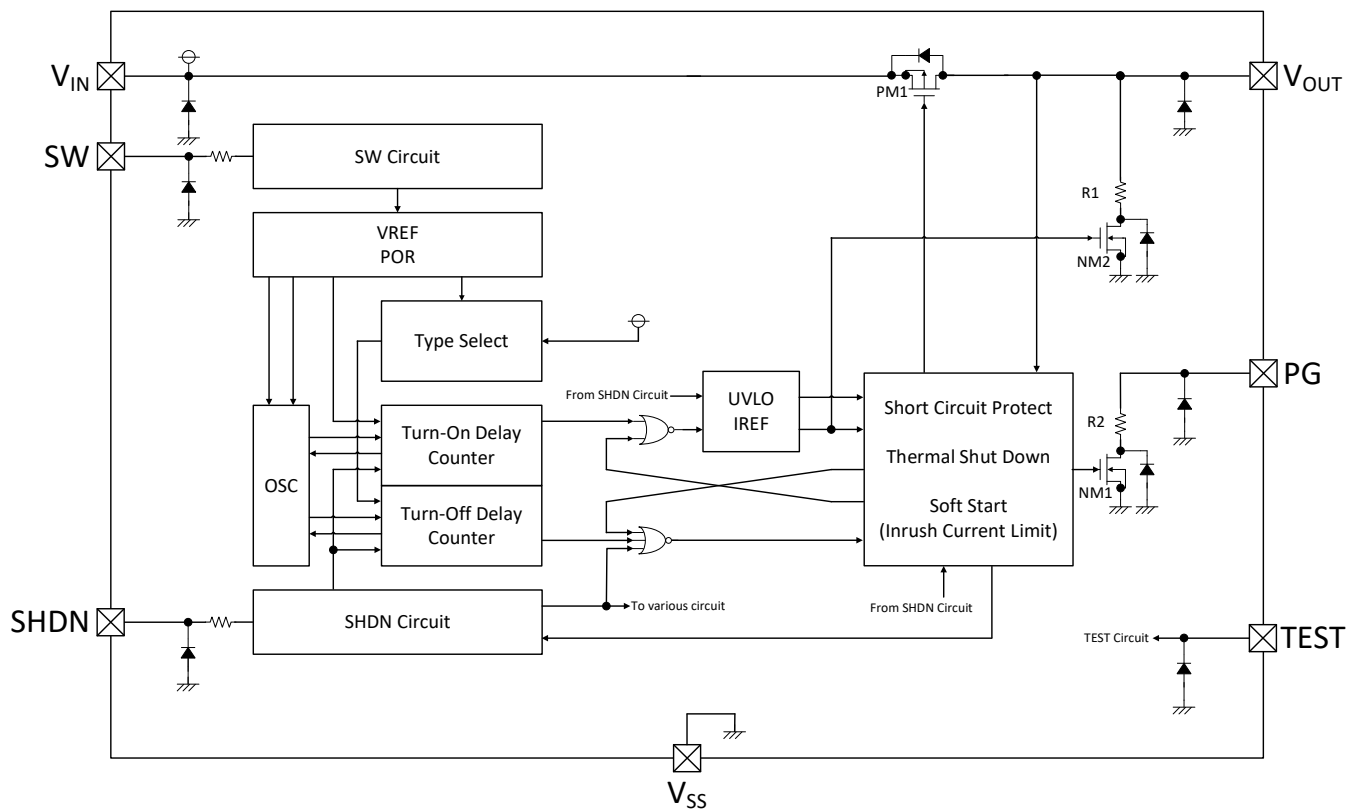 VIN
PM1
VOUT
SW
SW Circuit
R1
VREF
POR
NM2
Type Select
PG
From SHDN Circuit
UVLO
IREF
Short Circuit Protect
Thermal Shut Down
Soft Start
(Inrush Current Limit)
R2
NM1
OSC
Turn-On Delay
Counter
Turn-Off Delay
Counter
SHDN
SHDN Circuit
To various circuit
From SHDN Circuit
TEST Circuit
TEST
VSS